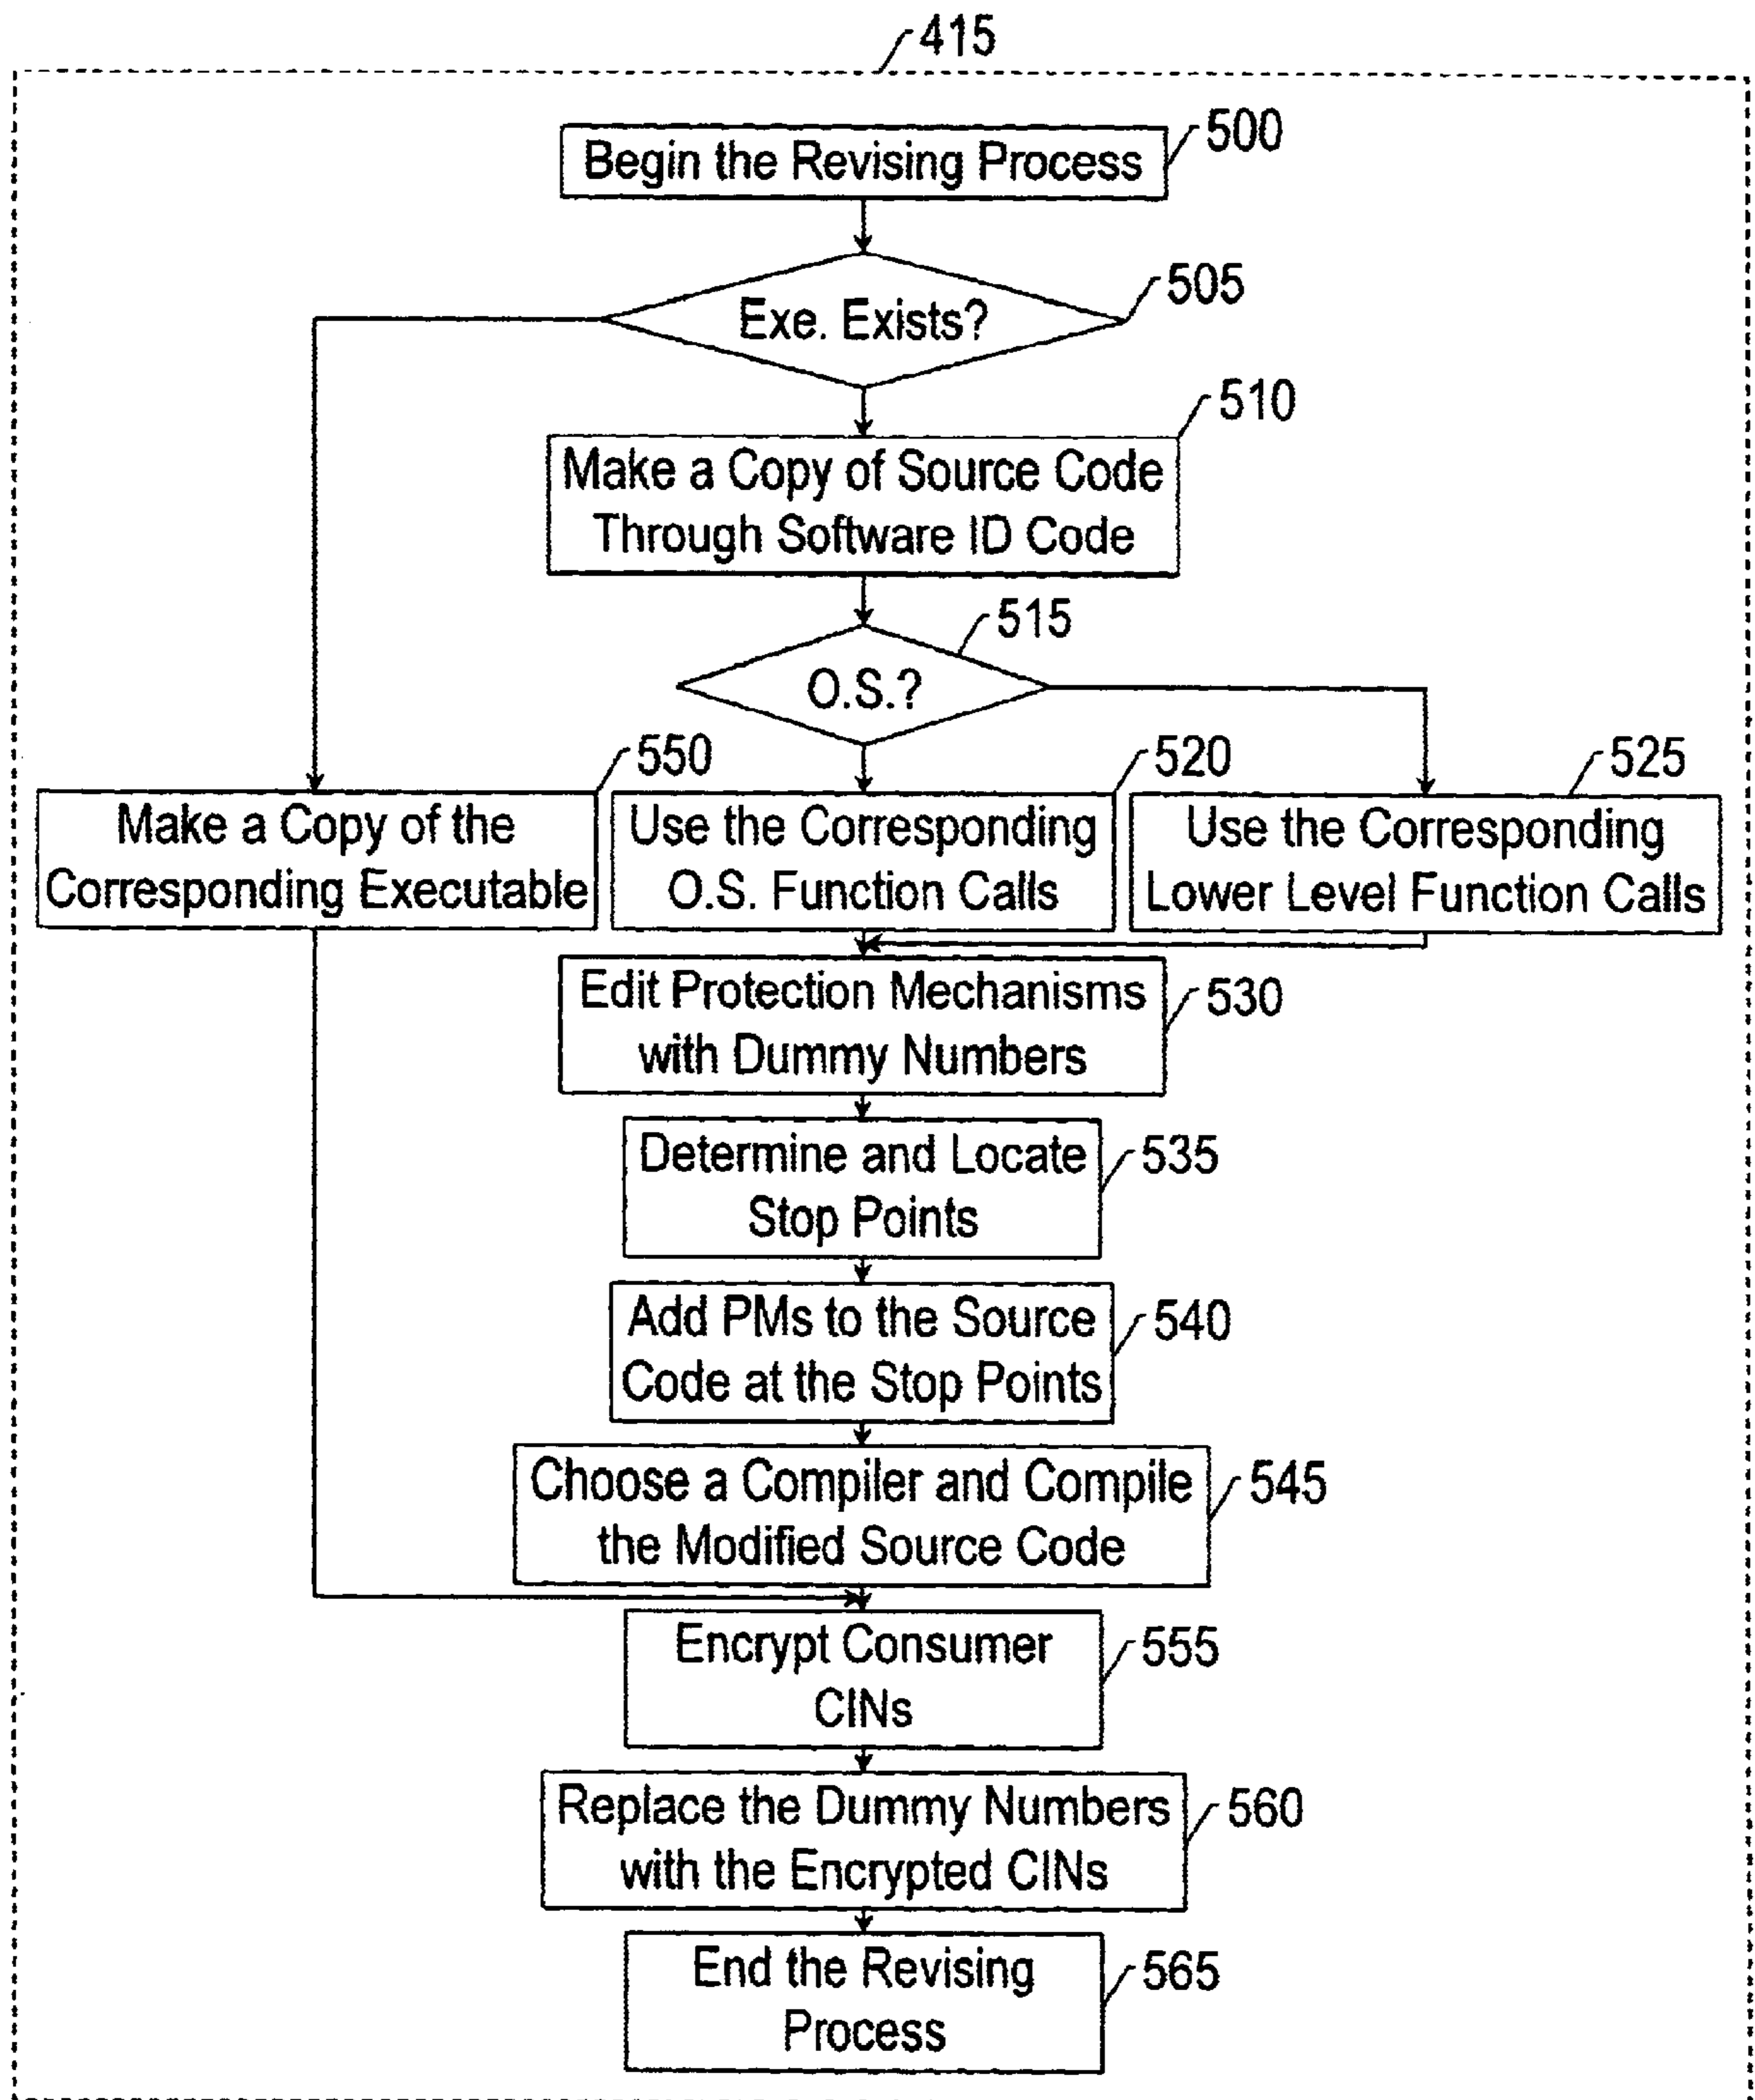 415
Begin the Revising Process
500
Exe. Exists?
505
510
Make a Copy of Source Code
Through Software ID Code
515
O.S.?
550
Make a Copy of the
Corresponding Executable
520
Use the Corresponding
O.S. Function Calls
525
Use the Corresponding
Lower Level Function Calls
Edit Protection Mechanisms
with Dummy Numbers
530
Determine and Locate
Stop Points
535
Add PMs to the Source
Code at the Stop Points
540
Choose a Compiler and Compile
the Modified Source Code
545
Encrypt Consumer
CINs
555
Replace the Dummy Numbers
with the Encrypted CINs
560
End the Revising
Process
565